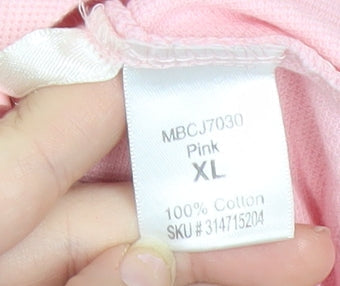 MBCJ7030
Pink
XL
100% Cotton
SKU # 314715204